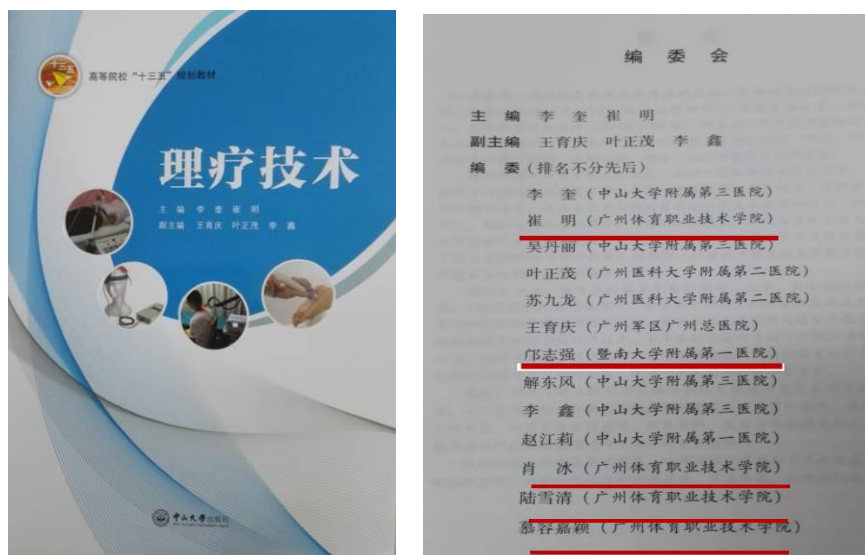 十三五
高等院校“十三五”规划教材
理疗技术
主 编 李 奎 崔 明
副主编 王育庆 叶正茂 李 鑫
中山大学出版社
编 委 会
主 编 李 奎 崔 明
副主编 王育庆 叶正茂 李 鑫
编 委（排名不分先后）
李 奎（中山大学附属第三医院）
崔 明（广州体育职业技术学院）
吴丹丽（中山大学附属第三医院）
叶正茂（广州医科大学附属第二医院）
苏九龙（广州医科大学附属第二医院）
王育庆（广州军区广州总医院）
邝志强（暨南大学附属第一医院）
解东风（中山大学附属第三医院）
李 鑫（中山大学附属第三医院）
赵江莉（中山大学附属第一医院）
肖 冰（广州体育职业技术学院）
陆雪清（广州体育职业技术学院）
慕容嘉颖（广州体育职业技术学院）